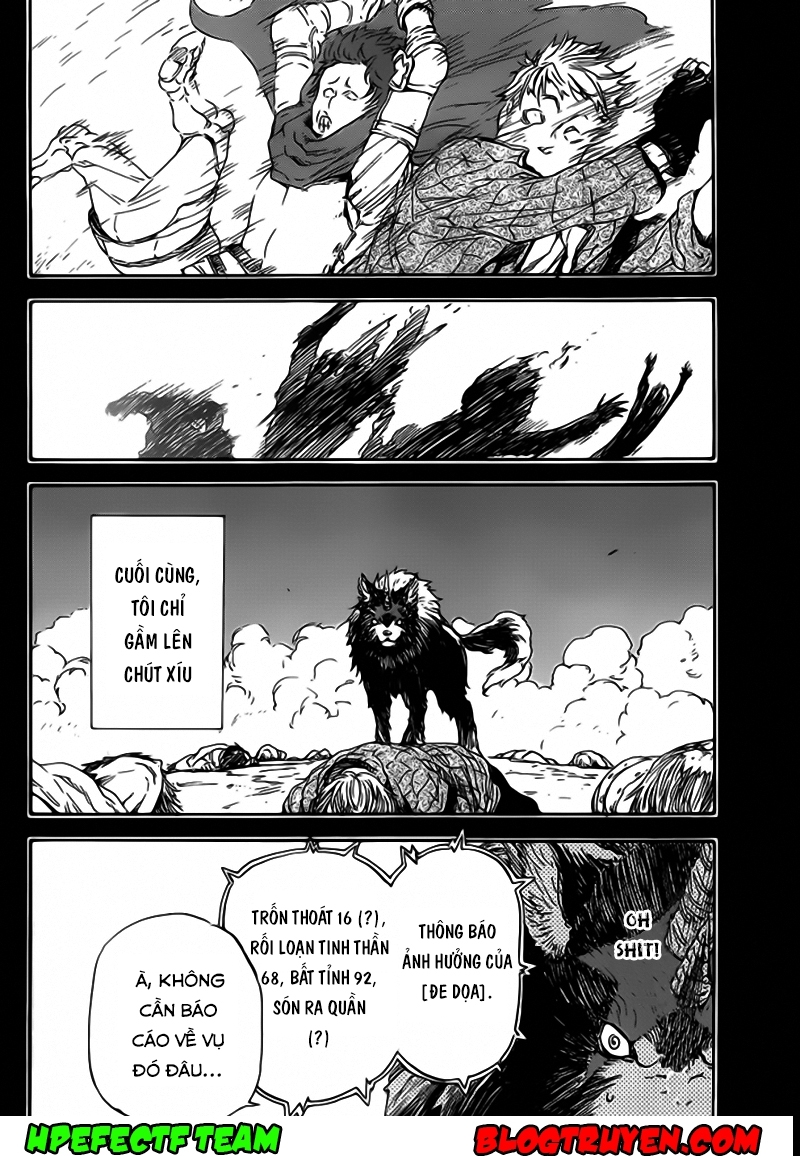 CUỐI CÙNG,
TÔI CHỈ
GẦM LÊN
CHÚT XÍU
OH
SHIT!
THÔNG BÁO
ẢNH HƯỞNG CỦA
[ĐE DỌA].
TRỐN THOÁT 16 (?),
RỐI LOẠN TINH THẦN
68, BẤT TỈNH 92,
SÓN RA QUẦN
(?)
À, KHÔNG
CẦN BÁO
CÁO VỀ VỤ
ĐÓ ĐÂU...
HPEFECTF TEAM
BLOGTRUYEN.COM